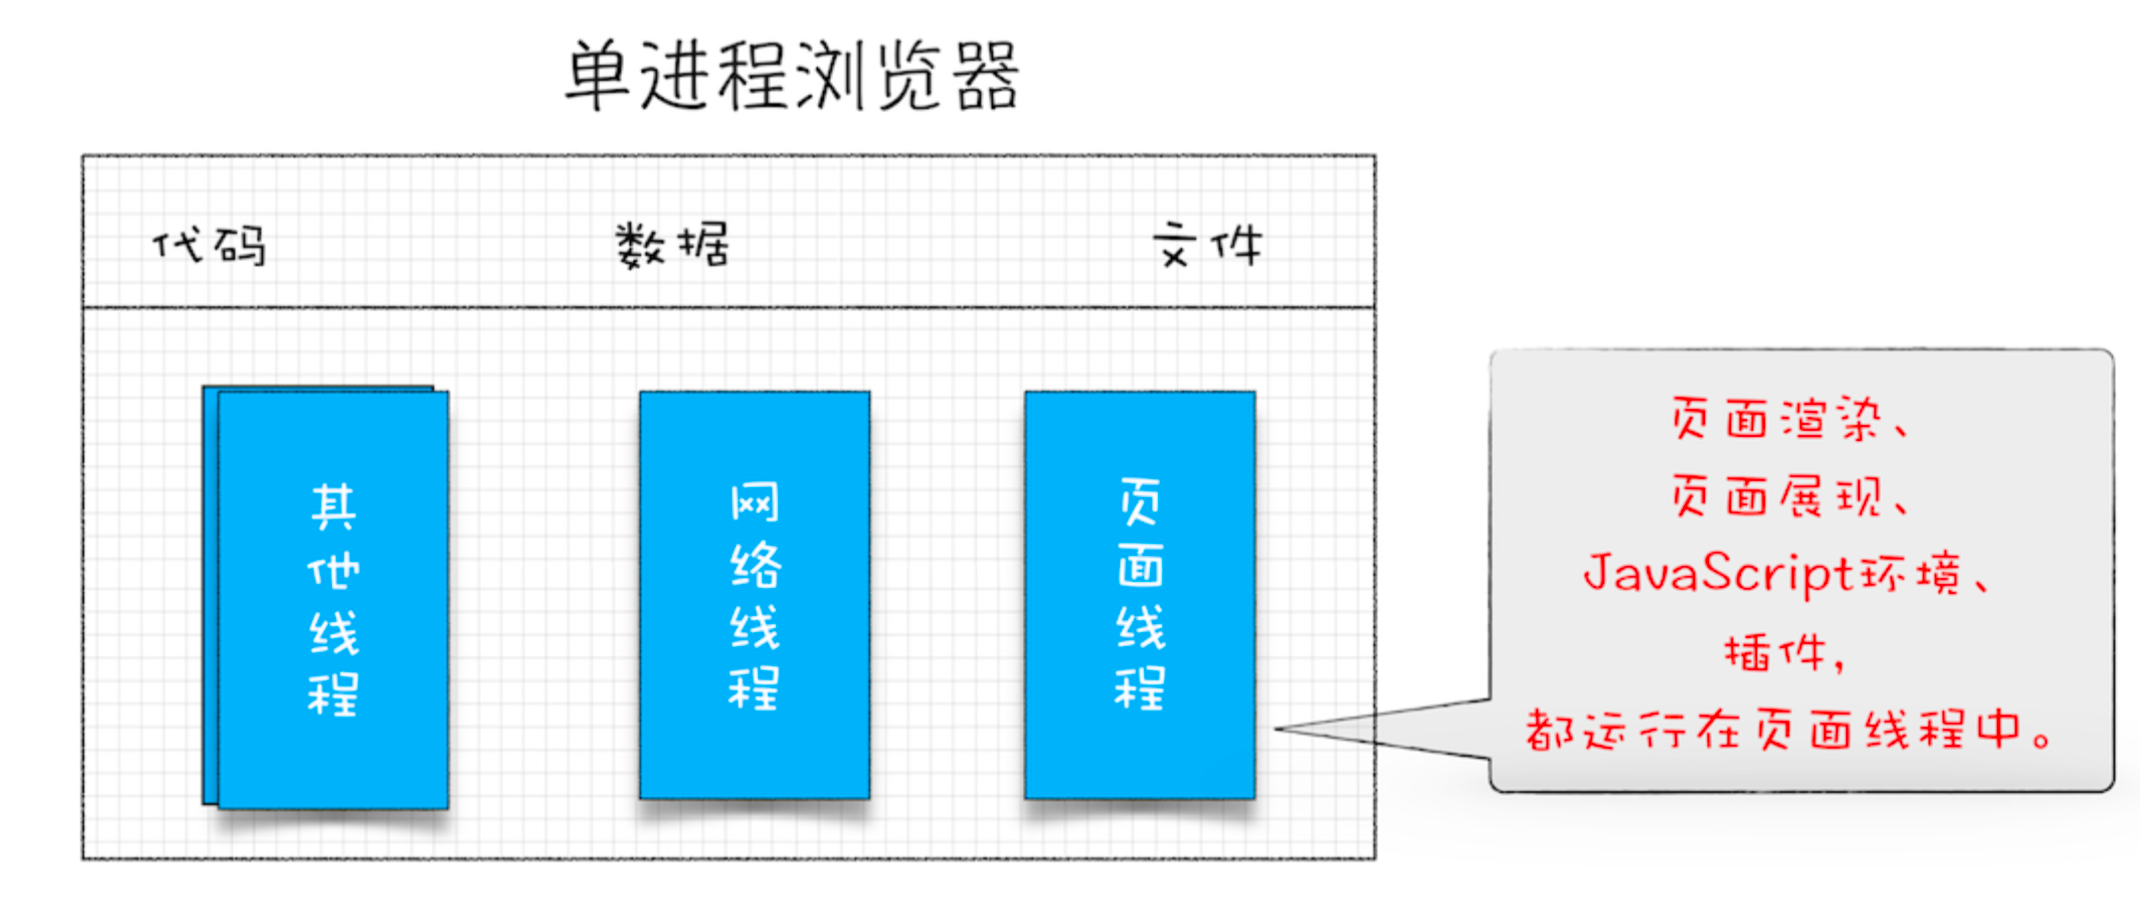 单进程浏览器
代码
数据
文件
其他线程
网络线程
页面线程
页面渲染、
页面展现、
JavaScript环境、
插件，
都运行在页面线程中。